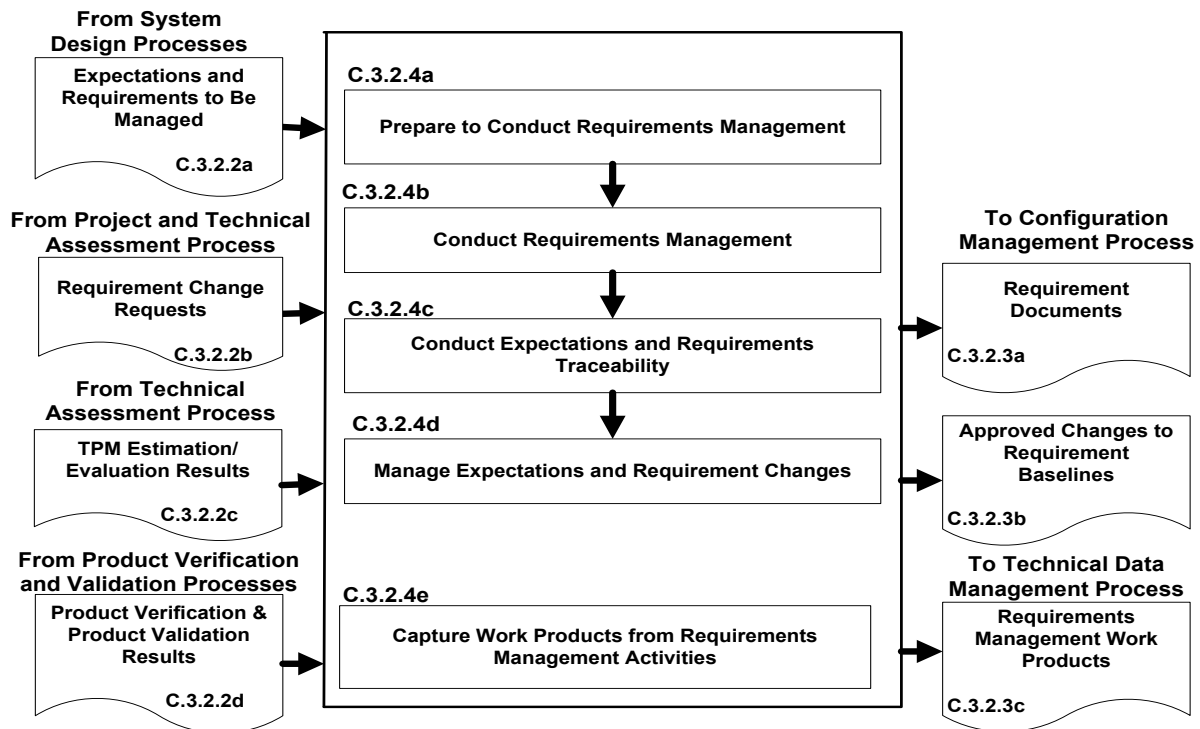 From System
Design Processes
Expectations and
Requirements to Be
Managed
C.3.2.2a
From Project and Technical
Assessment Process
Requirement Change
Requests
C.3.2.2b
From Technical
Assessment Process
TPM Estimation/
Evaluation Results
C.3.2.2c
From Product Verification
and Validation Processes
Product Verification &
Product Validation
Results
C.3.2.2d
C.3.2.4a
Prepare to Conduct Requirements Management
C.3.2.4b
Conduct Requirements Management
C.3.2.4c
Conduct Expectations and Requirements
Traceability
C.3.2.4d
Manage Expectations and Requirement Changes
C.3.2.4e
Capture Work Products from Requirements
Management Activities
To Configuration
Management Process
Requirement
Documents
C.3.2.3a
Approved Changes to
Requirement
Baselines
C.3.2.3b
To Technical Data
Management Process
Requirements
Management Work
Products
C.3.2.3c